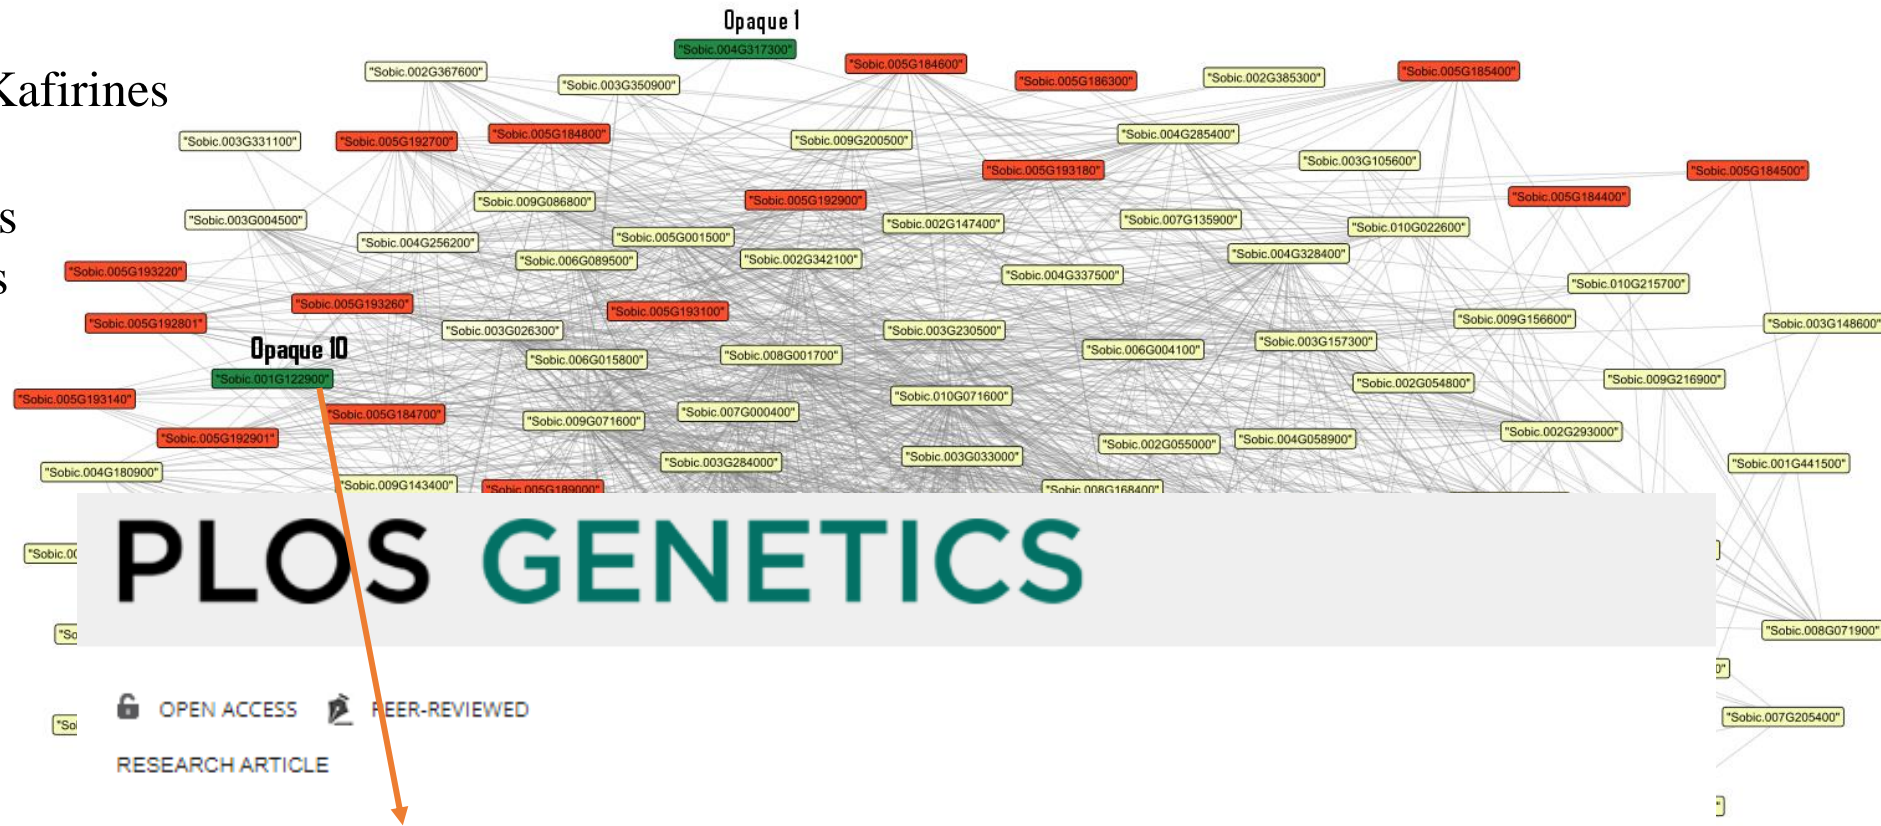 Opaque 1
"Sobic.004G317300"
"Sobic.005G184600"
"Sobic.002G367600"
"Sobic.003G350900"
"Sobic.005G186300"
"Sobic.002G385300"
"Sobic.005G185400"
Kafirines
"Sobic.003G331100"
"Sobic.005G192700"
"Sobic.005G184800"
"Sobic.009G200500"
"Sobic.004G285400"
"Sobic.003G105600"
"Sobic.005G193180"
"Sobic.005G184500"
"Sobic.009G086800"
"Sobic.005G192900"
"Sobic.005G184400"
s
"Sobic.003G004500"
"Sobic.004G256200"
"Sobic.005G001500"
"Sobic.002G147400"
"Sobic.007G135900"
"Sobic.010G022600"
"Sobic.006G089500"
"Sobic.002G342100"
"Sobic.004G328400"
s
"Sobic.005G193220"
"Sobic.004G337500"
"Sobic.010G215700"
"Sobic.005G193260"
"Sobic.005G193100"
"Sobic.005G192801"
"Sobic.003G026300"
"Sobic.003G230500"
"Sobic.009G156600"
"Sobic.003G148600"
Opaque 10
"Sobic.006G015800"
"Sobic.008G001700"
"Sobic.006G004100"
"Sobic.003G157300"
"Sobic.001G122900"
"Sobic.002G054800"
"Sobic.009G216900"
"Sobic.005G193140"
"Sobic.005G184700"
"Sobic.009G071600"
"Sobic.007G000400"
"Sobic.010G071600"
"Sobic.005G192901"
"Sobic.002G055000"
"Sobic.004G058900"
"Sobic.002G293000"
"Sobic.004G180900"
"Sobic.003G284000"
"Sobic.003G033000"
"Sobic.001G441500"
"Sobic.009G143400"
"Sobic.005G189000"
"Sobic.008G168400"
PLOS GENETICS
"Sobic.00
"So
"Sobic.008G071900"
0"
"So
"Sobic.007G205400"
OPEN ACCESS PEER-REVIEWED
RESEARCH ARTICLE